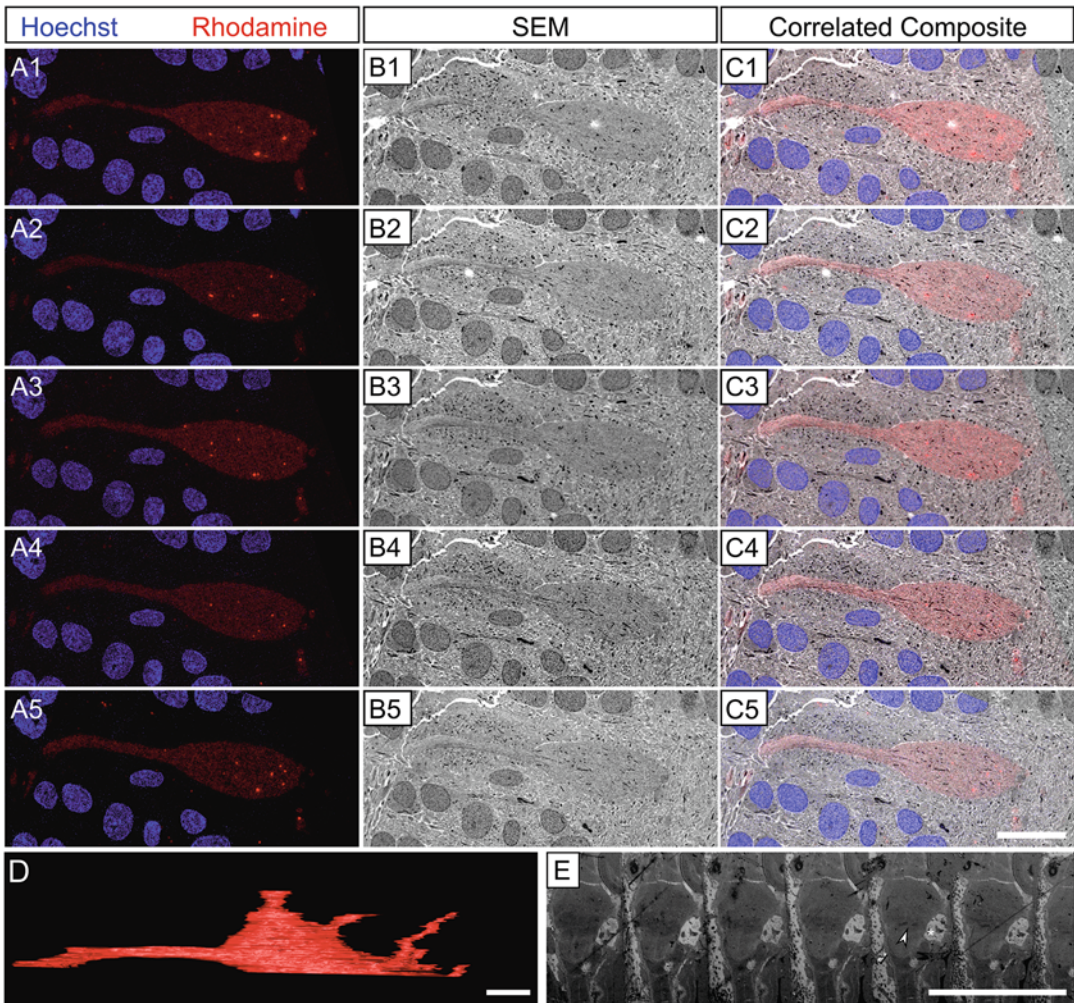 Hoechst Rhodamine SEM Correlated Composite
A1 B1 C1
A2 B2 C2
A3 B3 C3
A4 B4 C4
A5 B5 C5
D E
*